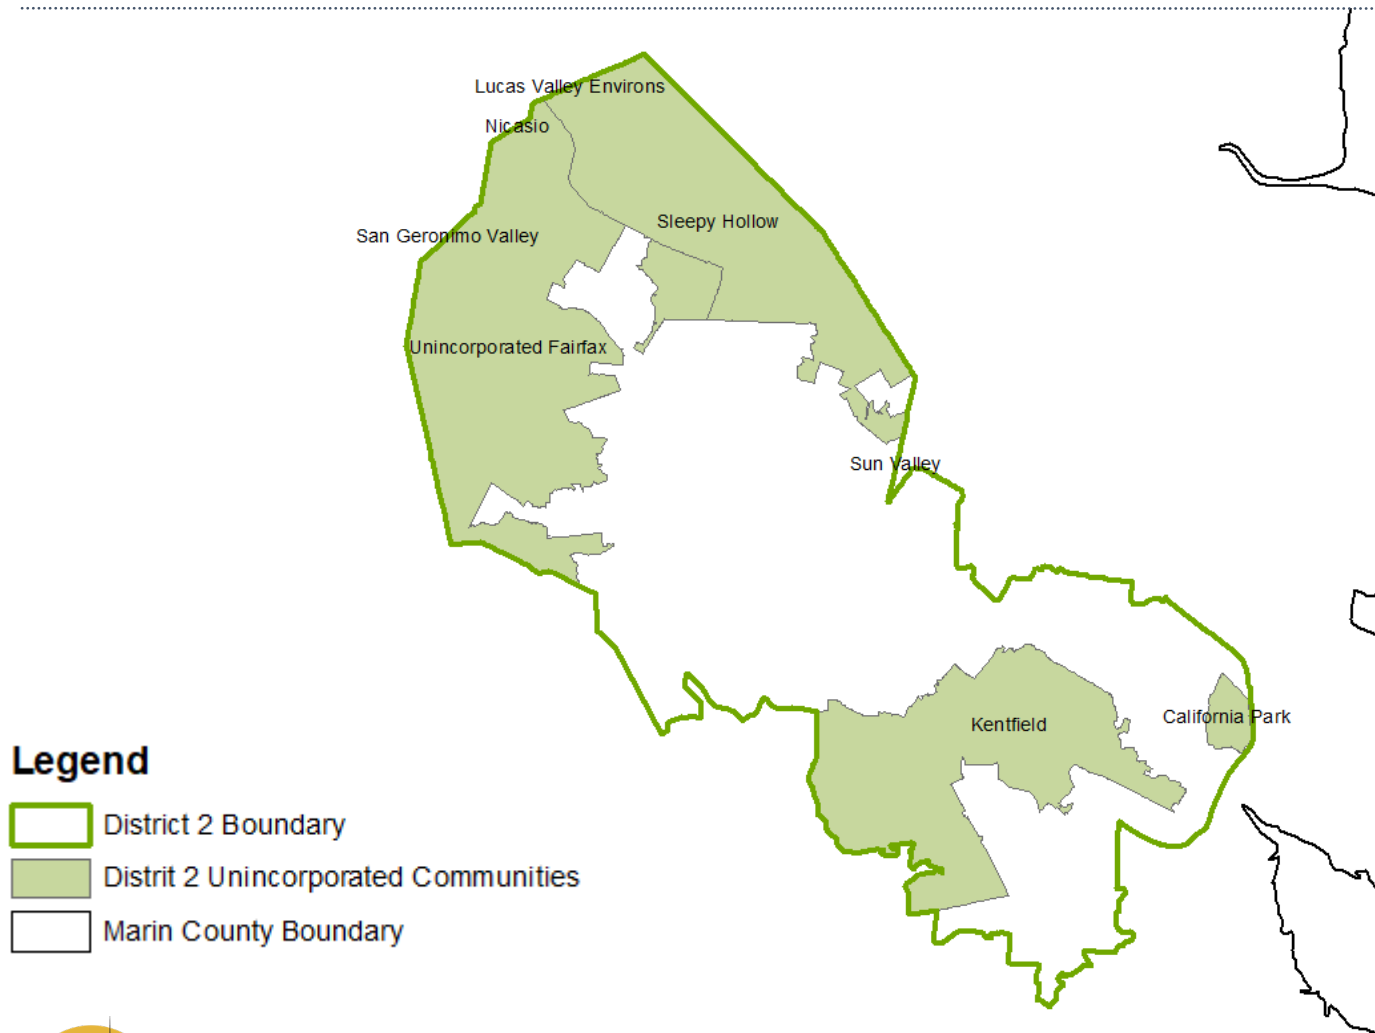 Lucas Valley Environs
Nicasio
Sleepy Hollow
San Geronimo Valley
Unincorporated Fairfax
Sun Valley
California Park
Kentfield
Legend
District 2 Boundary
Distrit 2 Unincorporated Communities
Marin County Boundary